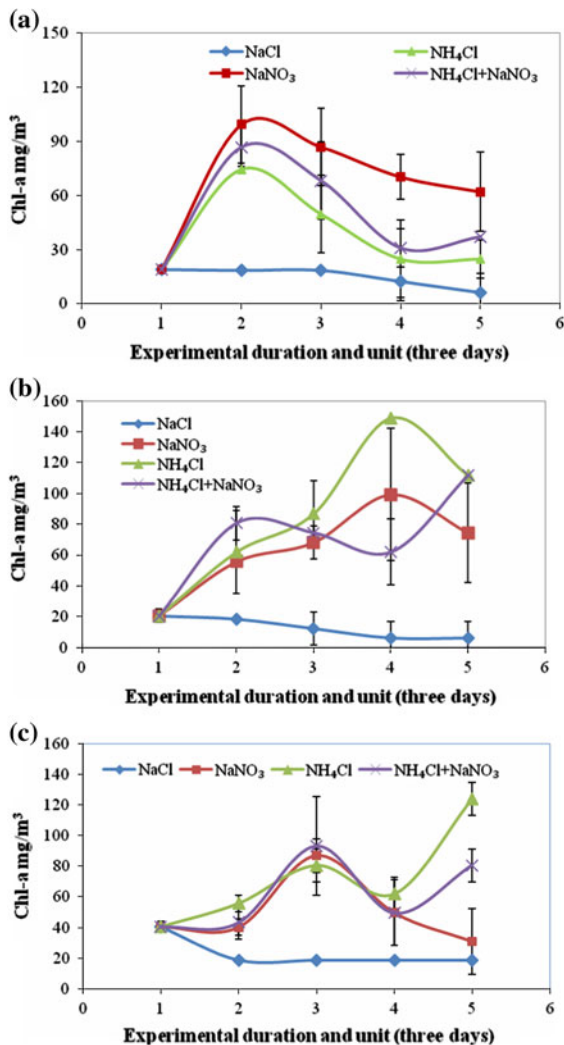 (a)
NaCl NH₄Cl
NaNO₃ NH₄Cl+NaNO₃
150
120
90
60
30
0
Chl-a mg/m³
0 1 2 3 4 5 6
Experimental duration and unit (three days)
(b)
NaCl
NaNO₃
NH₄Cl
NH₄Cl+NaNO₃
160
140
120
100
80
60
40
20
0
Chl-a mg/m³
0 1 2 3 4 5 6
Experimental duration and unit (three days)
(c)
NaCl NaNO₃ NH₄Cl NH₄Cl+NaNO₃
160
140
120
100
80
60
40
20
0
Chl-a mg/m³
0 1 2 3 4 5 6
Experimental duration and unit (three days)